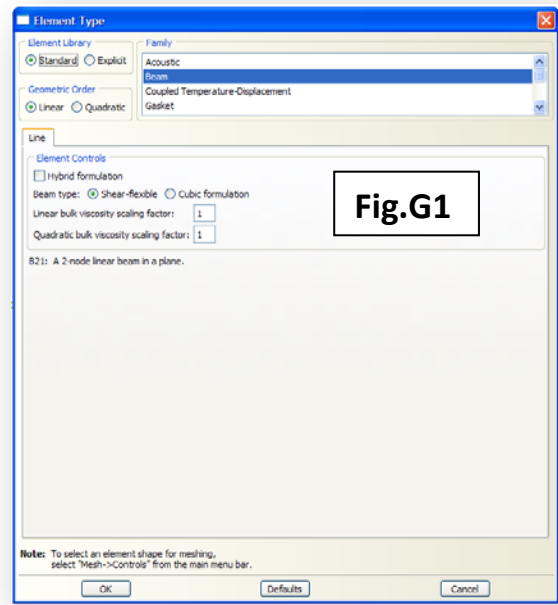 Element Type
Element Library
Family
Standard Explicit
Acoustic
Beam
Coupled Temperature-Displacement
Gasket
Geometric Order
Linear Quadratic
Line
Element Controls
Hybrid formulation
Beam type: Shear-flexible Cubic formulation
Linear bulk viscosity scaling factor: 1
Quadratic bulk viscosity scaling factor: 1
Fig.G1
B21: A 2-node linear beam in a plane.
Note: To select an element shape for meshing,
select "Mesh->Controls" from the main menu bar.
OK Defaults Cancel